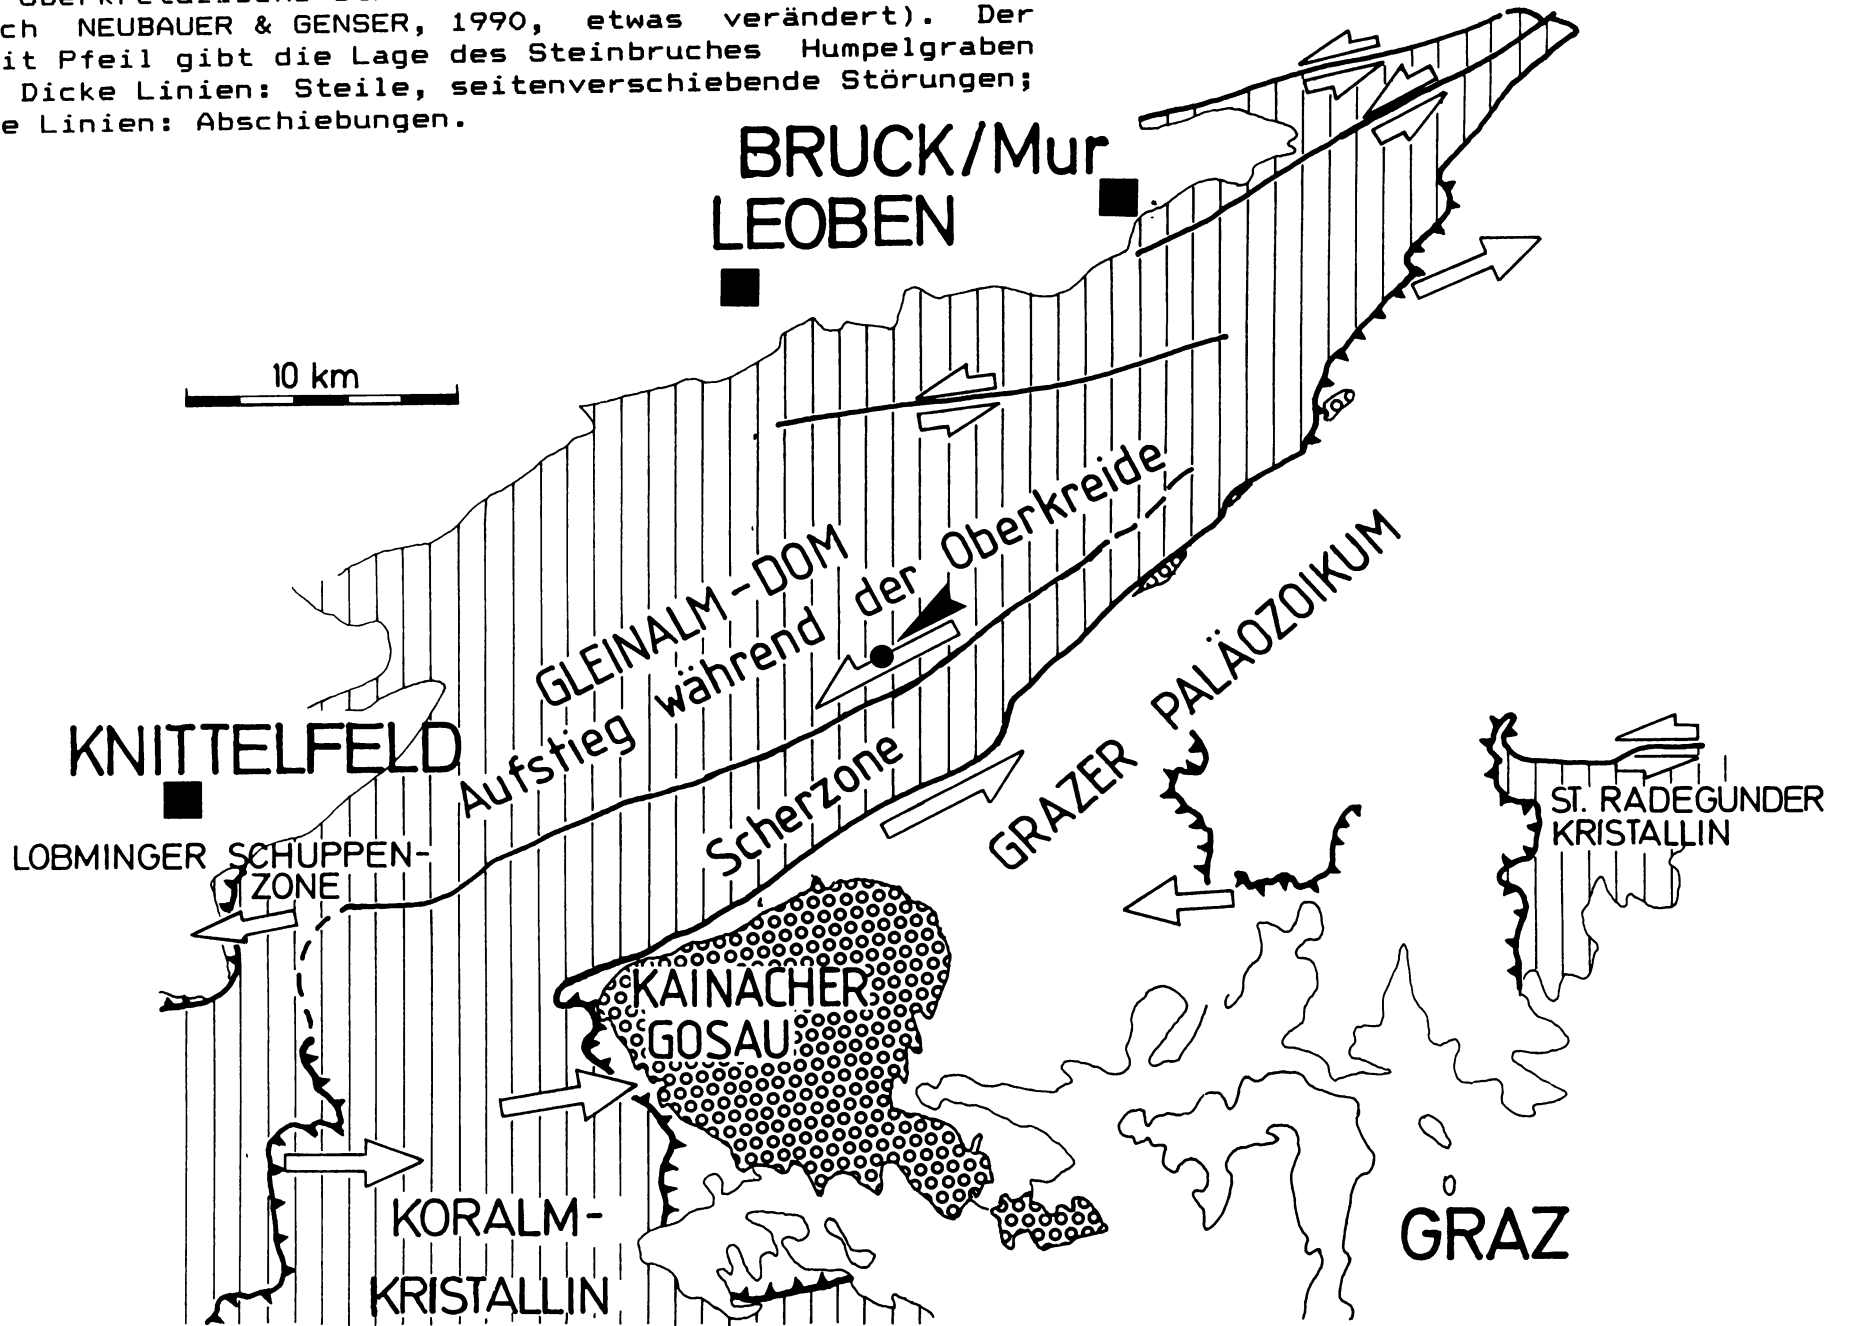 ch NEUBAUER & GENSER, 1990, etwas verändert). Der
it Pfeil gibt die Lage des Steinbruches Humpelgraben
Dicke Linien: Steile, seitenverschiebende Störungen;
e Linien: Abschiebungen.
BRUCK/Mur
LEOBEN
10 km
GLEINALM-DOM
Aufstieg während der Oberkreide
Scherzone
GRAZER PALÄOZOIKUM
KNITTELFELD
LOBMINGER SCHUPPEN-
ZONE
ST. RADEGUNDER
KRISTALLIN
KAINACHER
GOSAU
KORALM-
KRISTALLIN
GRAZ